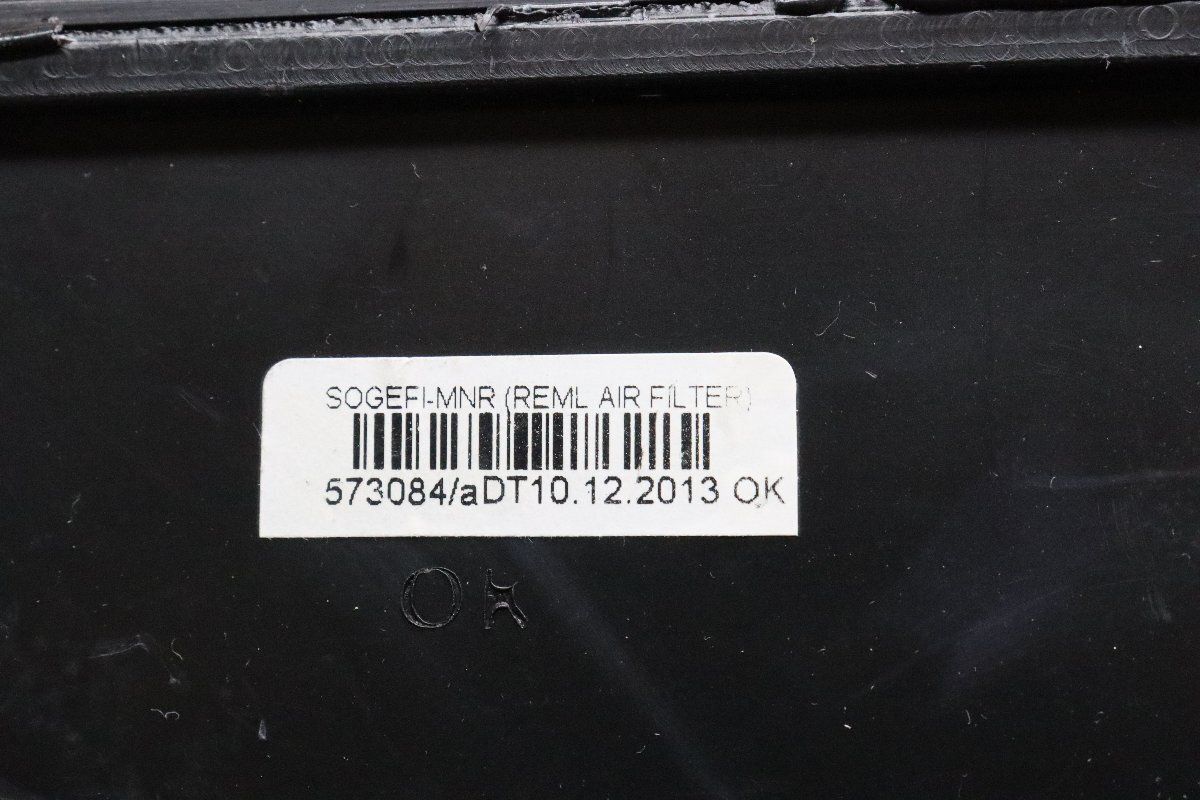 SOGEFI-MNR (REML AIR FILTER)
573084/aDT10.12.2013 OK
OK